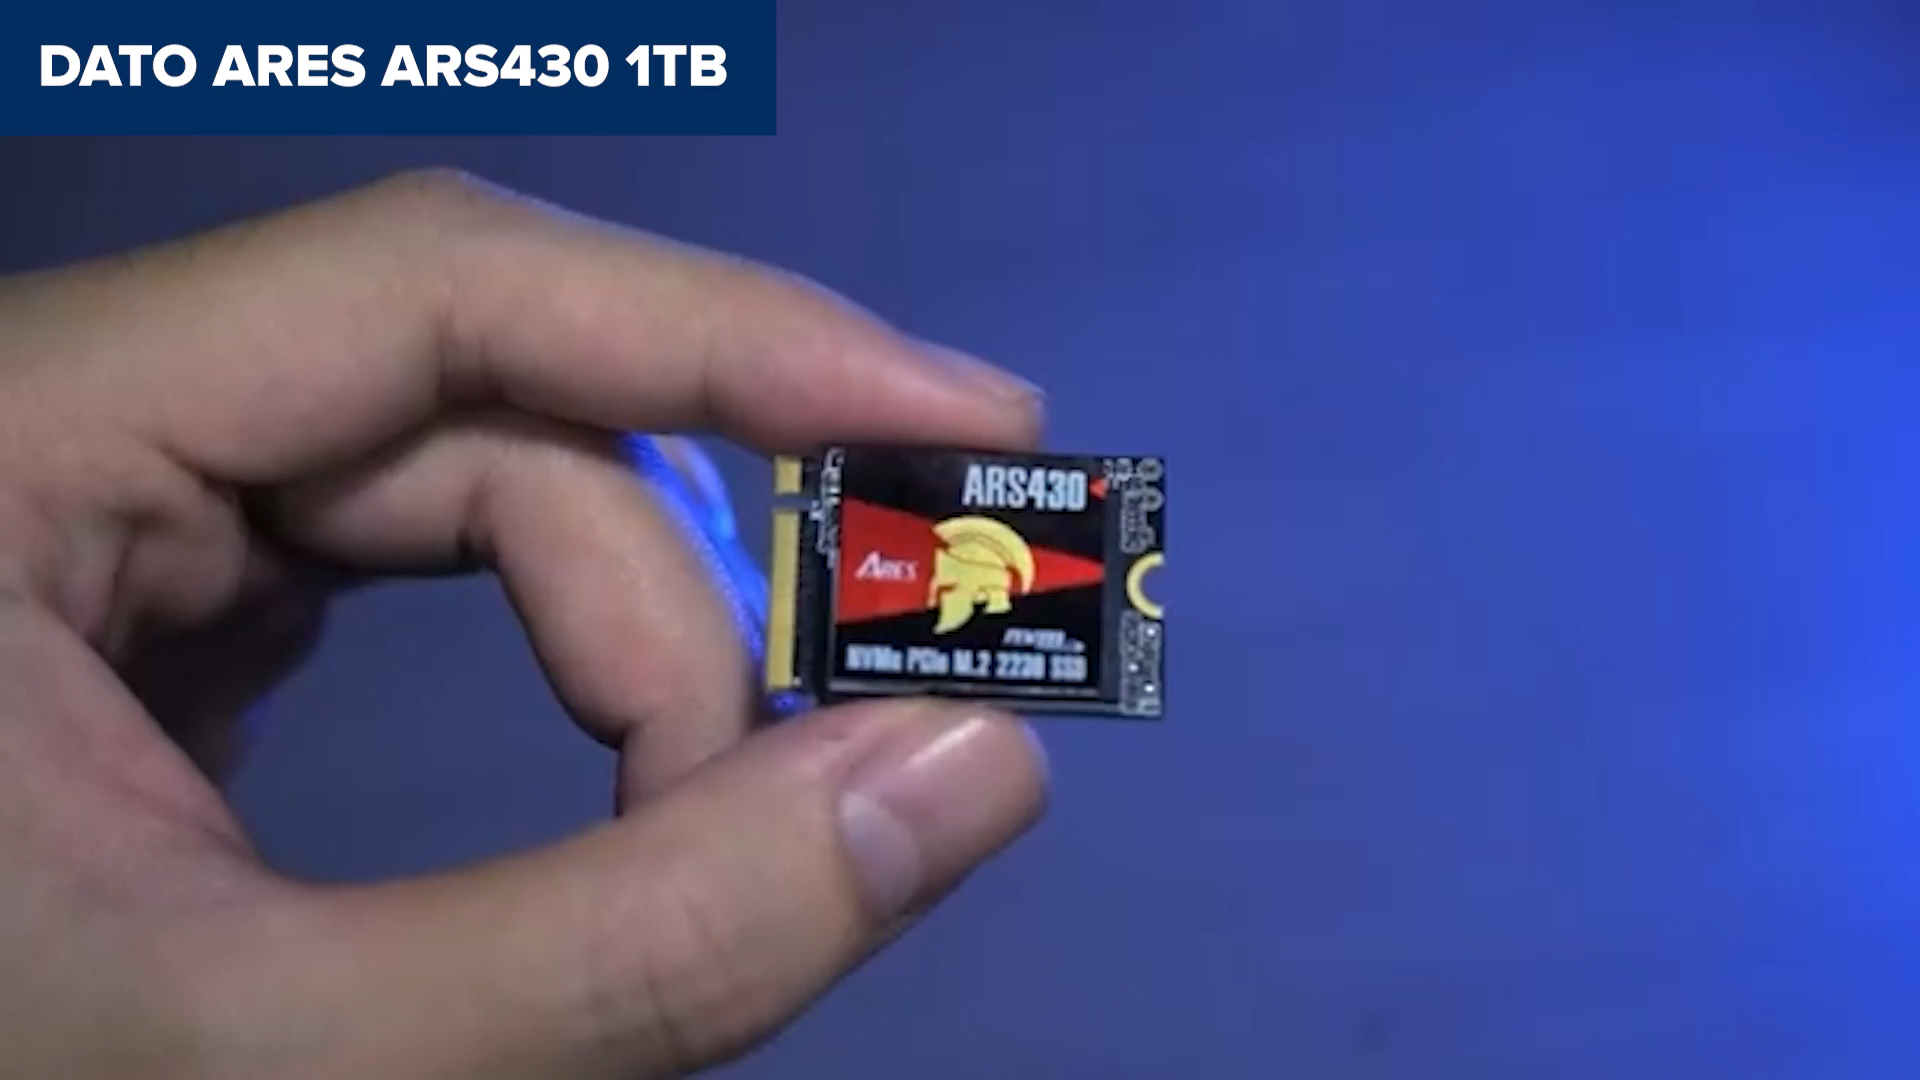 DATO ARES ARS430 1TB
ARS430
ARES
NVMe PCIe M.2 2230 SSD